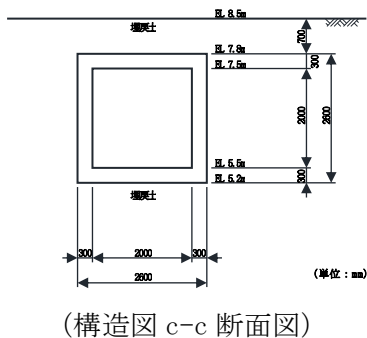 EL 8.5m
埋戻土
700
EL 7.8m
300
EL 7.5m
2000
2600
EL 5.5m
300
EL 5.2m
埋戻土
300
2000
300
2600
(単位：mm)
(構造図 c-c 断面図)